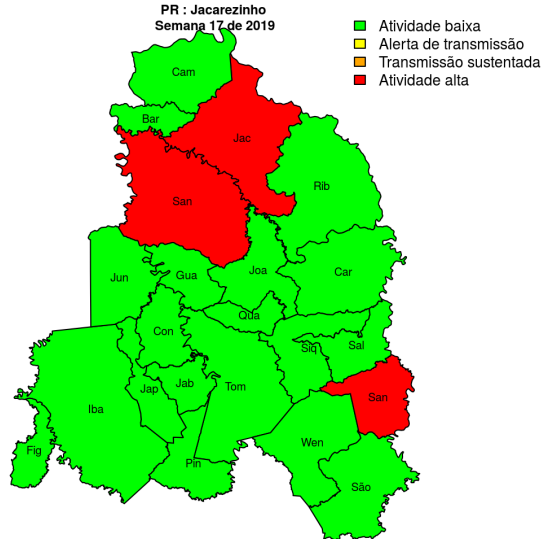 PR : Jacarezinho
Semana 17 de 2019
Atividade baixa
Alerta de transmissão
Transmissão sustentada
Atividade alta
Cam
Bar
Jac
Rib
San
Jun
Gua
Joa
Car
Qua
Con
Siq
Sal
Jap
Jab
Tom
San
Iba
Wen
Fig
Pin
São